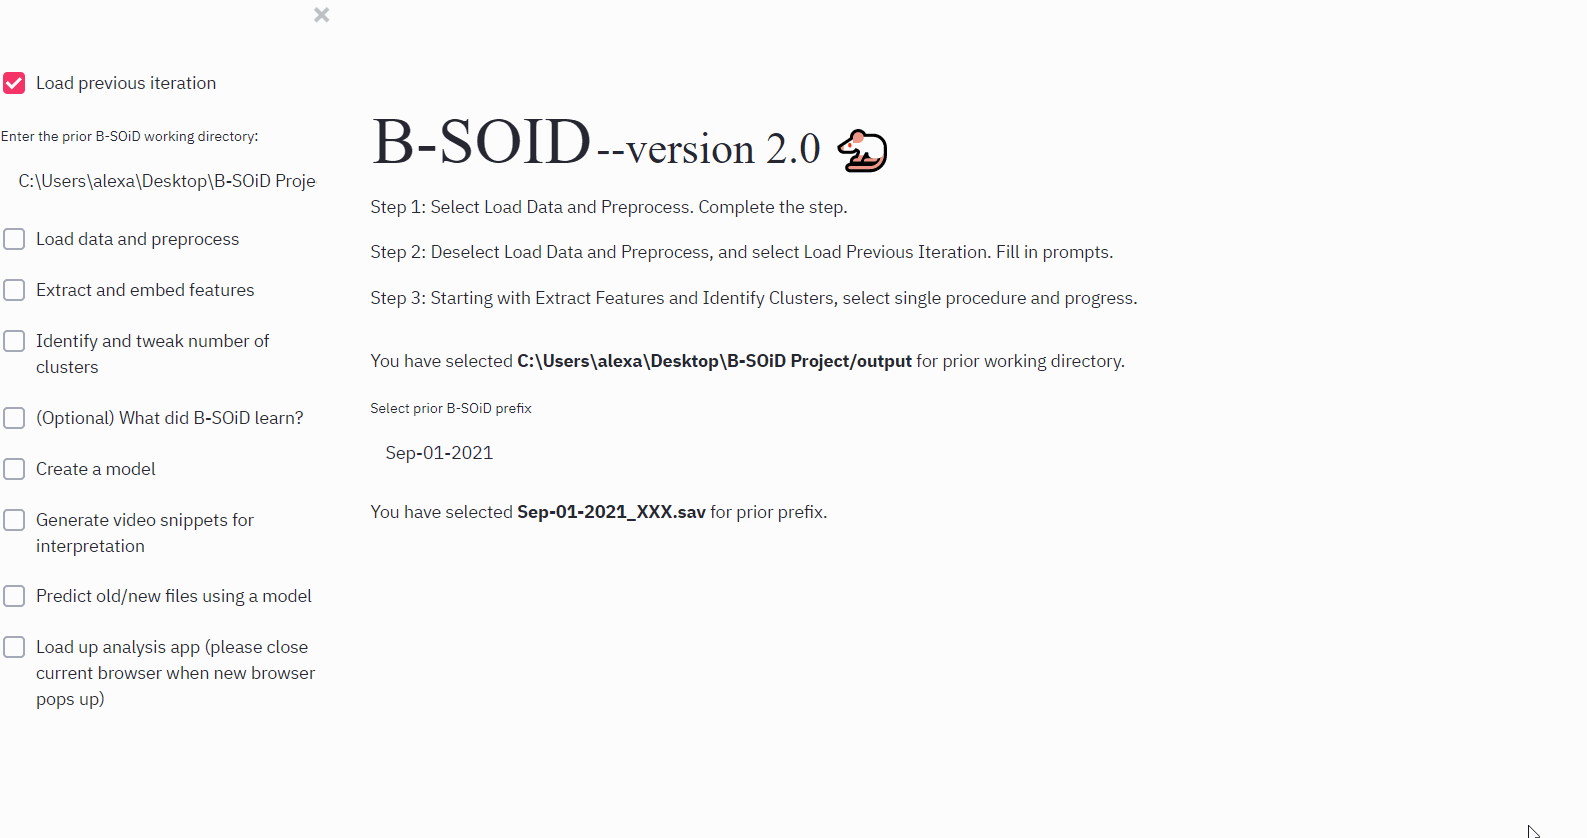 Load previous iteration
Enter the prior B-SOiD working directory:
C:\Users\alexa\Desktop\B-SOiD Proje
Load data and preprocess
Extract and embed features
Identify and tweak number of
clusters
(Optional) What did B-SOiD learn?
Create a model
Generate video snippets for
interpretation
Predict old/new files using a model
Load up analysis app (please close
current browser when new browser
pops up)
B-SOID --version 2.0
Step 1: Select Load Data and Preprocess. Complete the step.
Step 2: Deselect Load Data and Preprocess, and select Load Previous Iteration. Fill in prompts.
Step 3: Starting with Extract Features and Identify Clusters, select single procedure and progress.
You have selected C:\Users\alexa\Desktop\B-SOiD Project/output for prior working directory.
Select prior B-SOiD prefix
Sep-01-2021
You have selected Sep-01-2021_XXX.sav for prior prefix.